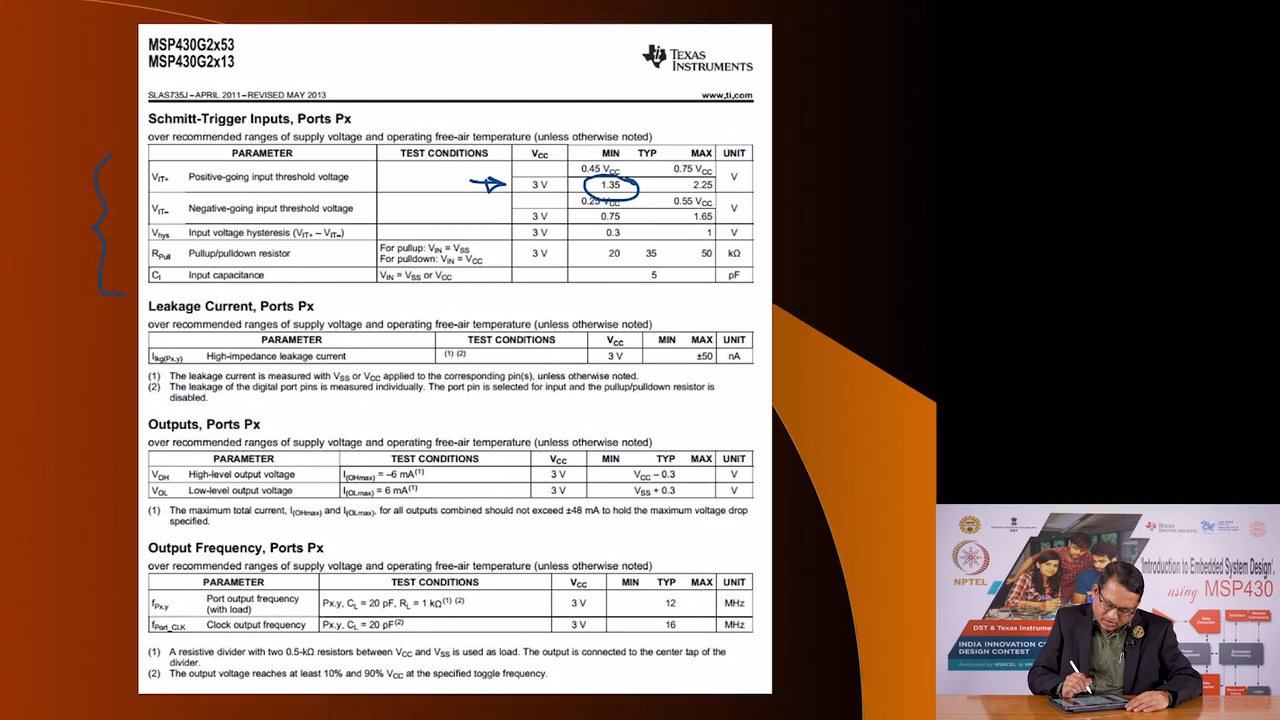 MSP430G2x53
MSP430G2x13
TEXAS
INSTRUMENTS
SLAS735J – APRIL 2011 – REVISED MAY 2013
www.ti.com
Schmitt-Trigger Inputs, Ports Px
over recommended ranges of supply voltage and operating free-air temperature (unless otherwise noted)
PARAMETER TEST CONDITIONS VCC MIN TYP MAX UNIT
VIT+ Positive-going input threshold voltage 0.45 VCC 0.75 VCC V
3 V 1.35 2.25
VIT– Negative-going input threshold voltage 0.25 VCC 0.55 VCC V
3 V 0.75 1.65
Vhys Input voltage hysteresis (VIT+ – VIT–) 3 V 0.3 1 V
RPull Pullup/pulldown resistor For pullup: VIN = VSS
For pulldown: VIN = VCC 3 V 20 35 50 kΩ
CI Input capacitance VIN = VSS or VCC 5 pF
Leakage Current, Ports Px
over recommended ranges of supply voltage and operating free-air temperature (unless otherwise noted)
PARAMETER TEST CONDITIONS VCC MIN MAX UNIT
Ilkg(Px.y) High-impedance leakage current (1) (2) 3 V ±50 nA
(1) The leakage current is measured with VSS or VCC applied to the corresponding pin(s), unless otherwise noted.
(2) The leakage of the digital port pins is measured individually. The port pin is selected for input and the pullup/pulldown resistor is
disabled.
Outputs, Ports Px
over recommended ranges of supply voltage and operating free-air temperature (unless otherwise noted)
PARAMETER TEST CONDITIONS VCC MIN TYP MAX UNIT
VOH High-level output voltage I(OHmax) = –6 mA(1) 3 V VCC – 0.3 V
VOL Low-level output voltage I(OLmax) = 6 mA(1) 3 V VSS + 0.3 V
(1) The maximum total current, I(OHmax) and I(OLmax), for all outputs combined should not exceed ±48 mA to hold the maximum voltage drop
specified.
Output Frequency, Ports Px
over recommended ranges of supply voltage and operating free-air temperature (unless otherwise noted)
PARAMETER TEST CONDITIONS VCC MIN TYP MAX UNIT
fPx.y Port output frequency
(with load) Px.y, CL = 20 pF, RL = 1 kΩ(1) (2) 3 V 12 MHz
fPort_CLK Clock output frequency Px.y, CL = 20 pF(2) 3 V 16 MHz
(1) A resistive divider with two 0.5-kΩ resistors between VCC and VSS is used as load. The output is connected to the center tap of the
divider.
(2) The output voltage reaches at least 10% and 90% VCC at the specified toggle frequency.
TEXAS
INSTRUMENTS
NPTEL
'Introduction to Embedded System Design'
using MSP430
DST & Texas Instrum
INDIA INNOVATION C
DESIGN CONTEST
Anchored by NSRCEL @ IIM